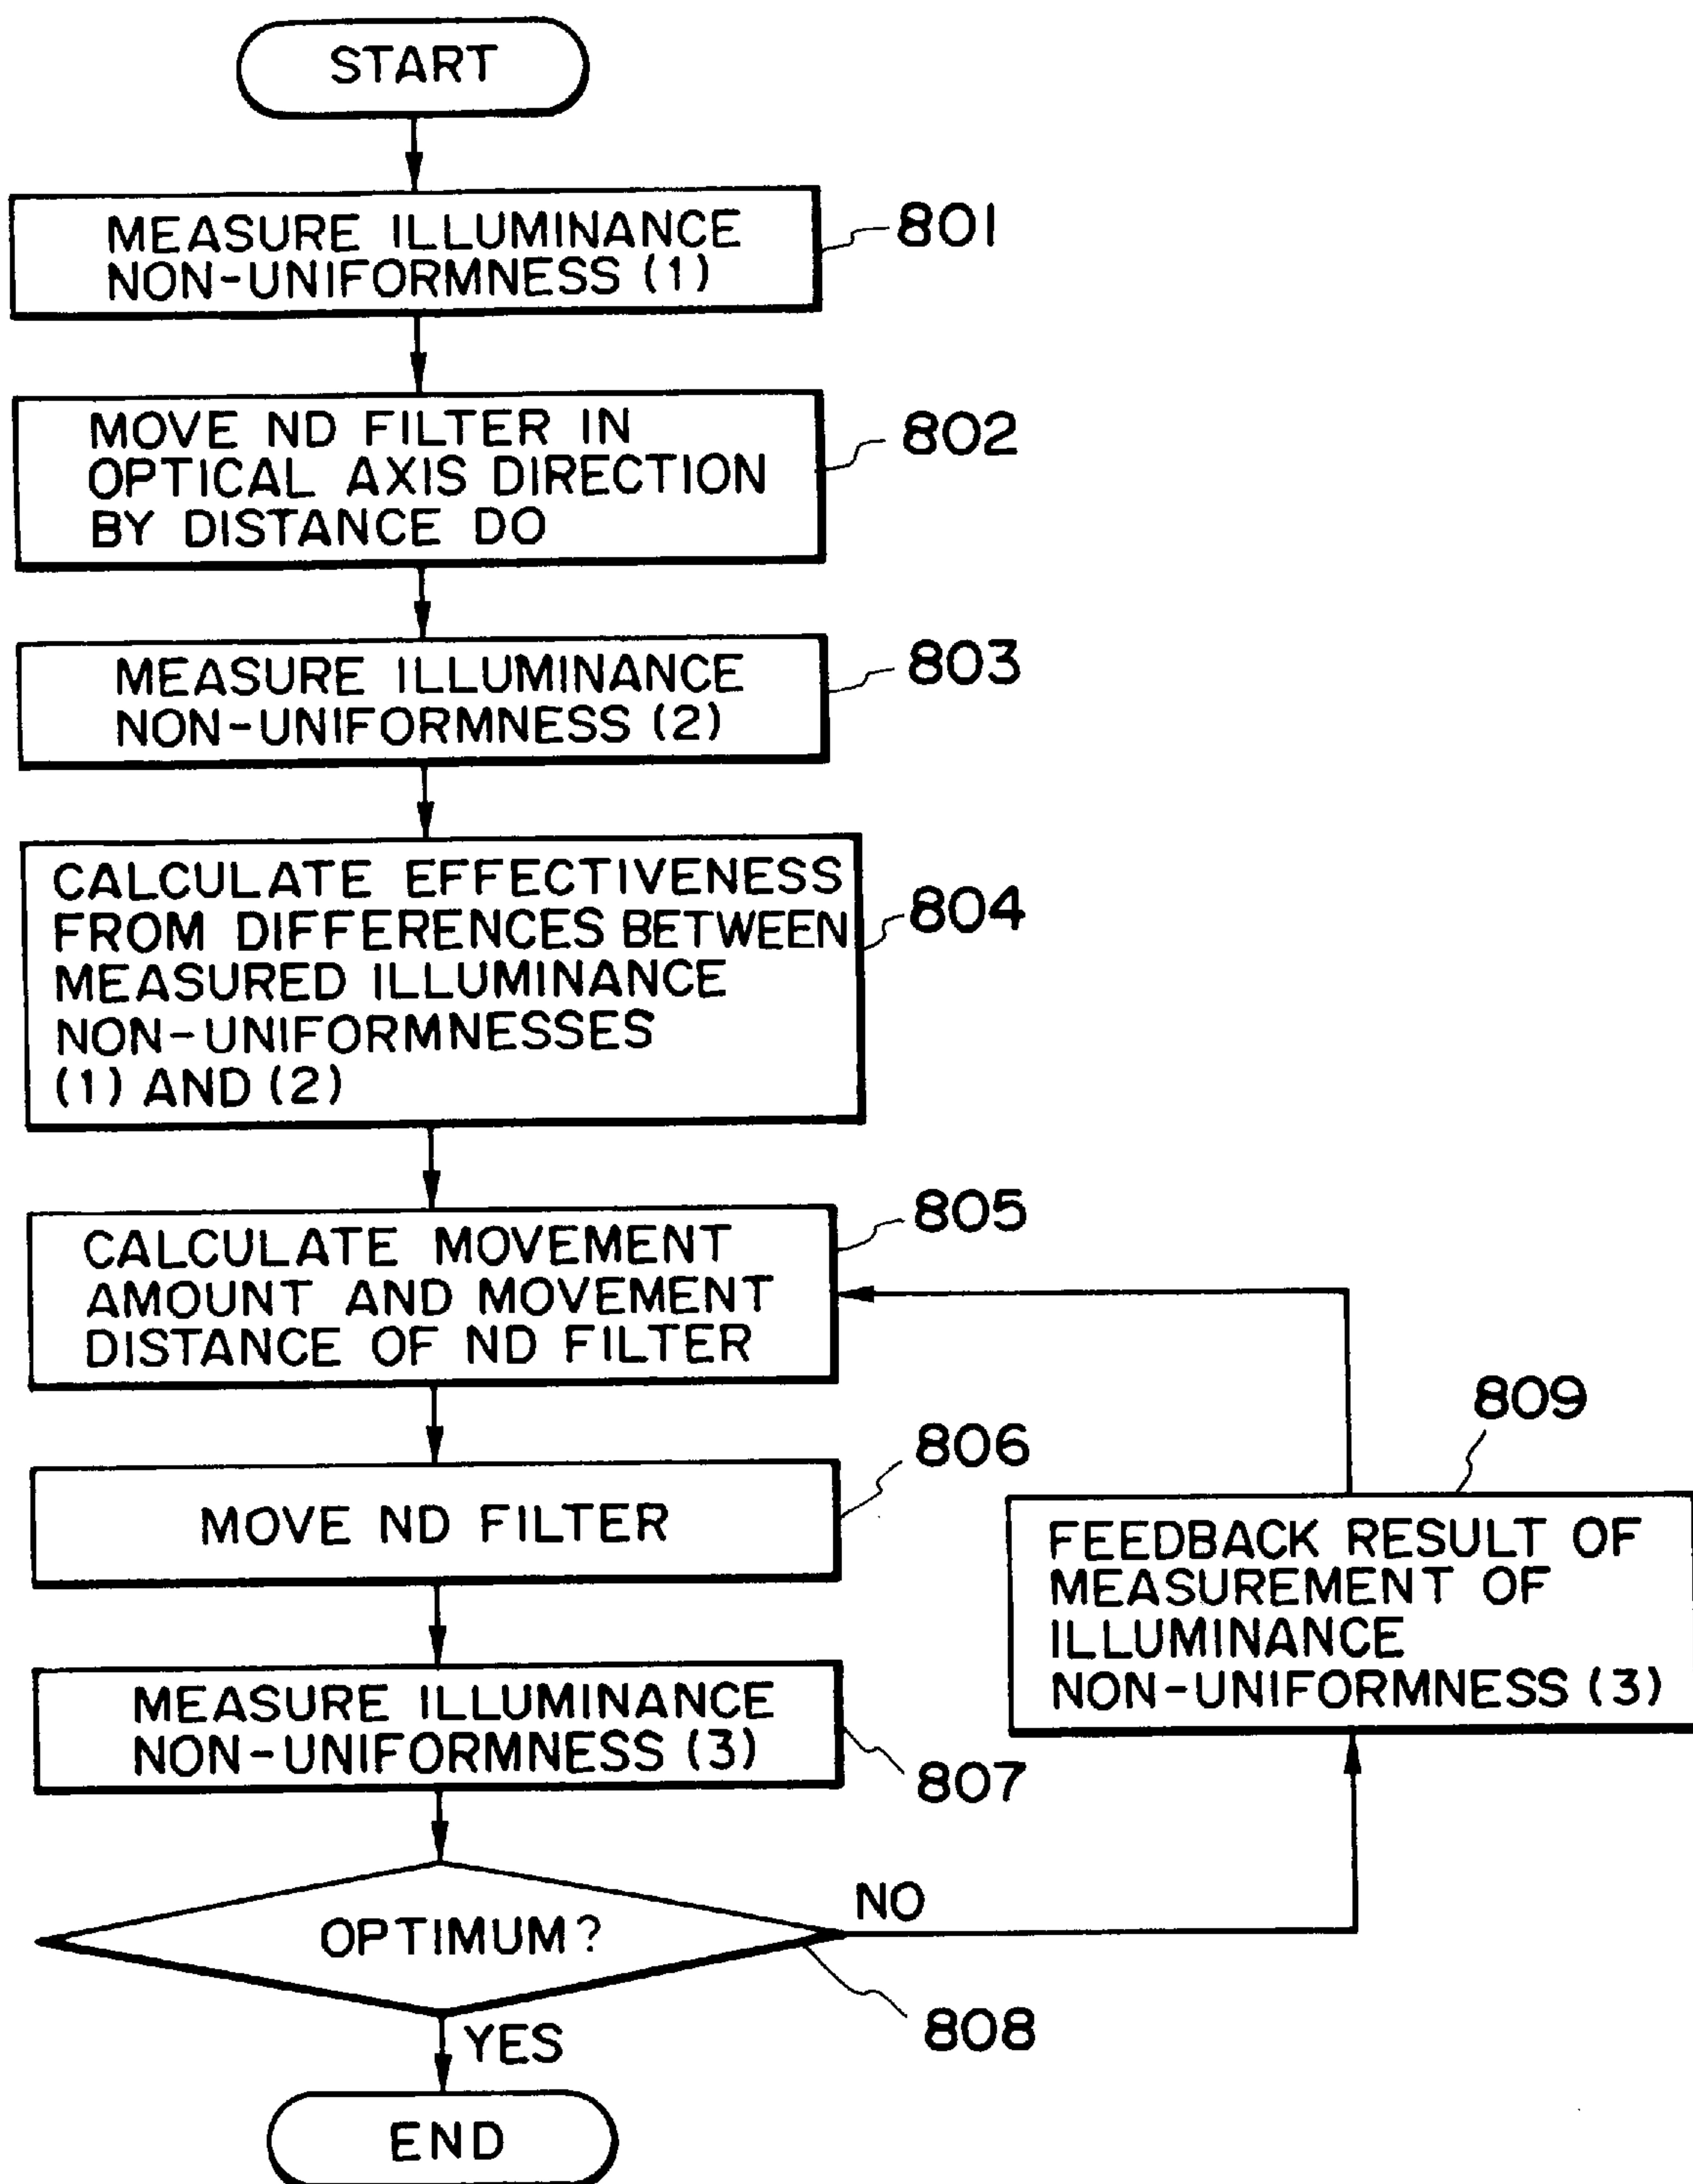 START
MEASURE ILLUMINANCE
NON-UNIFORMNESS (1)
801
MOVE ND FILTER IN
OPTICAL AXIS DIRECTION
BY DISTANCE DO
802
MEASURE ILLUMINANCE
NON-UNIFORMNESS (2)
803
CALCULATE EFFECTIVENESS
FROM DIFFERENCES BETWEEN
MEASURED ILLUMINANCE
NON-UNIFORMNESSES
(1) AND (2)
804
CALCULATE MOVEMENT
AMOUNT AND MOVEMENT
DISTANCE OF ND FILTER
805
MOVE ND FILTER
806
MEASURE ILLUMINANCE
NON-UNIFORMNESS (3)
807
OPTIMUM?
808
NO
809
FEEDBACK RESULT OF
MEASUREMENT OF
ILLUMINANCE
NON-UNIFORMNESS (3)
YES
END